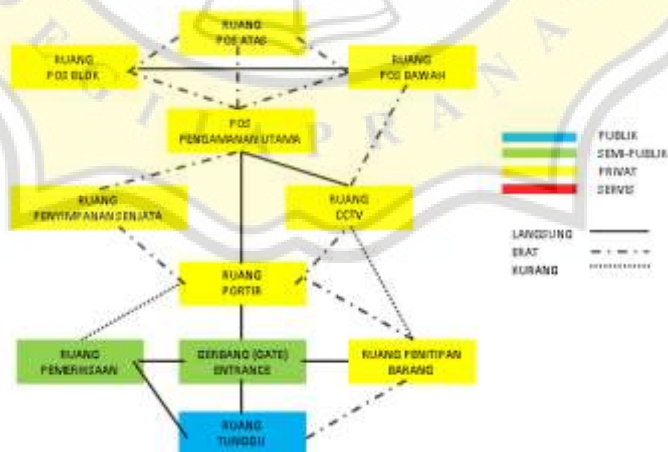 RUANG
POS ATAS
RUANG
POS BLOK
RUANG
POS BAWAH
POS
PENGAMANAN UTAMA
RUANG
PENYIMPANAN SENJATA
RUANG
CCTV
RUANG
PORTIR
RUANG
PEMERIKSAAN
GERBANG (GATE)
ENTRANCE
RUANG PENITIPAN
BARANG
RUANG
TUNGGU
PUBLIK
SEMI-PUBLIK
PRIVAT
SERVIS
LANGSUNG
ERAT
KURANG